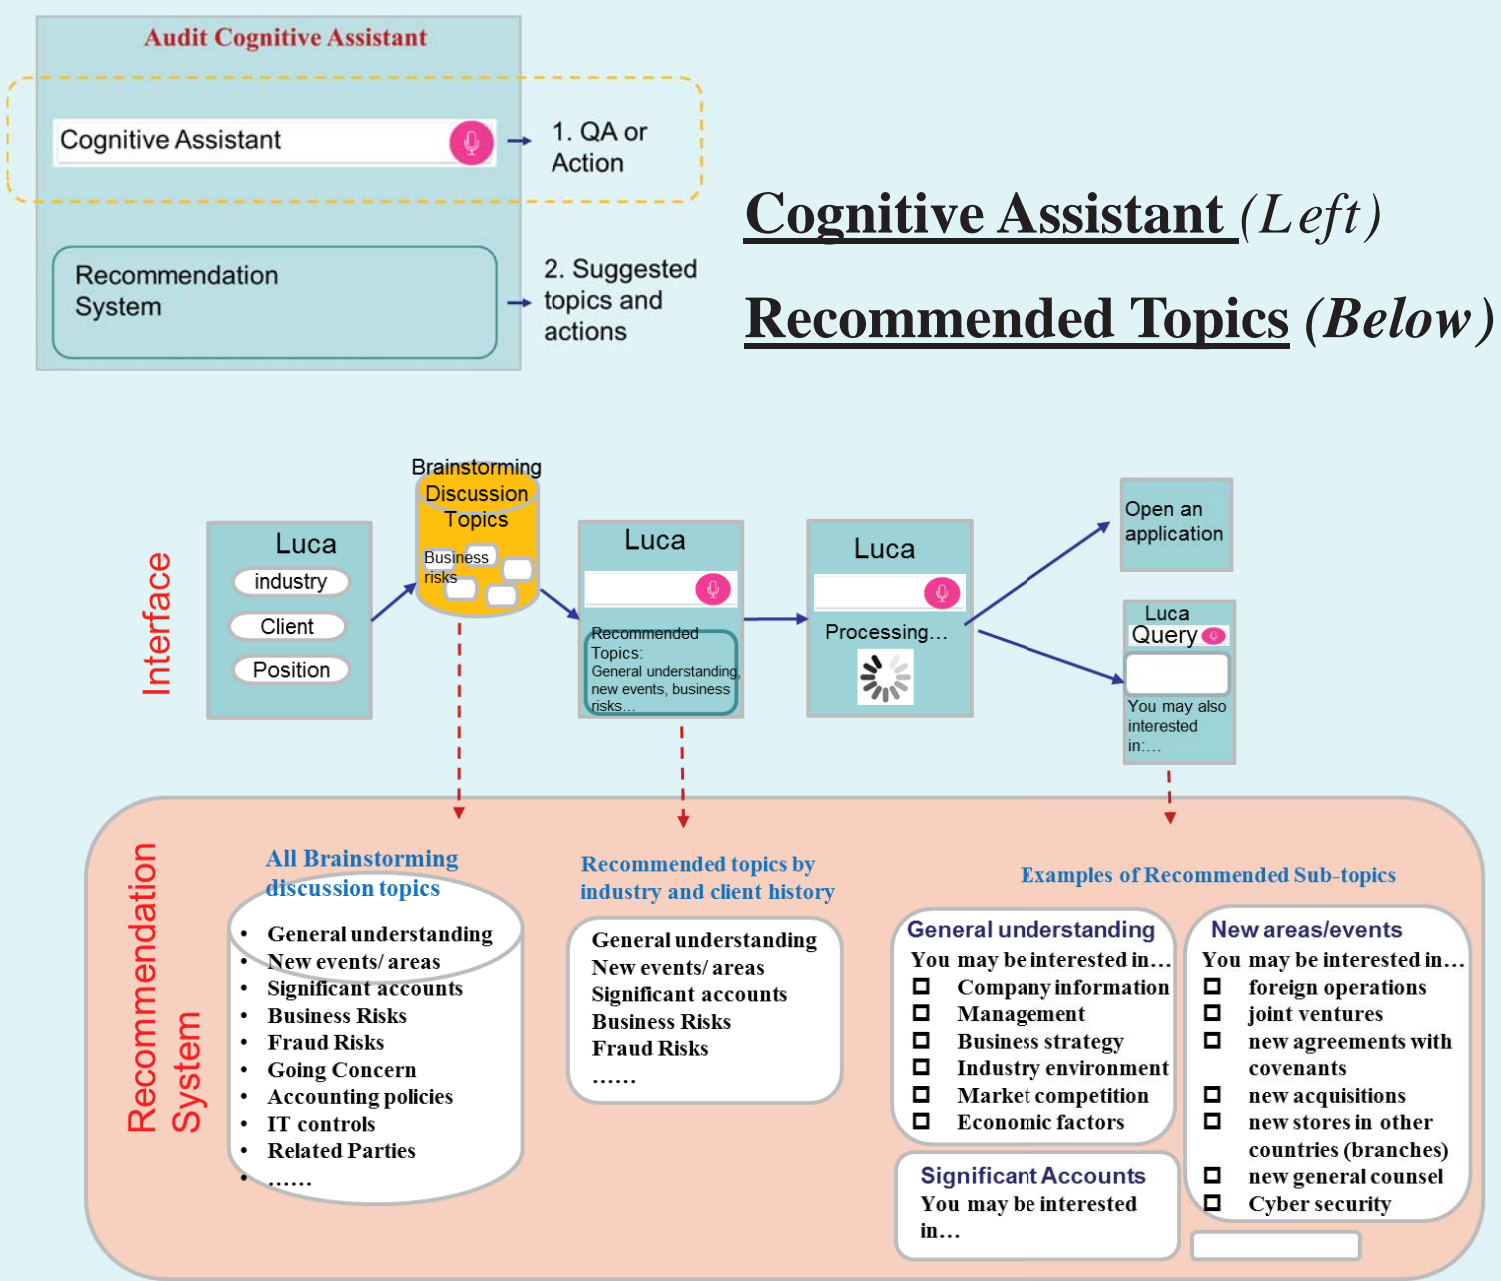 Audit Cognitive Assistant
Cognitive Assistant
1. QA or
Action
Recommendation
System
2. Suggested
topics and
actions
Cognitive Assistant (Left)
Recommended Topics (Below)
Interface
Luca
industry
Client
Position
Brainstorming
Discussion
Topics
Business
risks
Luca
Recommended
Topics:
General understanding,
new events, business
risks...
Luca
Processing...
Open an
application
Luca
Query
You may also
interested
in:...
Recommendation
System
All Brainstorming
discussion topics
• General understanding
• New events/ areas
• Significant accounts
• Business Risks
• Fraud Risks
• Going Concern
• Accounting policies
• IT controls
• Related Parties
• ......
Recommended topics by
industry and client history
General understanding
New events/ areas
Significant accounts
Business Risks
Fraud Risks
......
Examples of Recommended Sub-topics
General understanding
You may be interested in...
Company information
Management
Business strategy
Industry environment
Market competition
Economic factors
Significant Accounts
You may be interested
in...
New areas/events
You may be interested in...
foreign operations
joint ventures
new agreements with
covenants
new acquisitions
new stores in other
countries (branches)
new general counsel
Cyber security